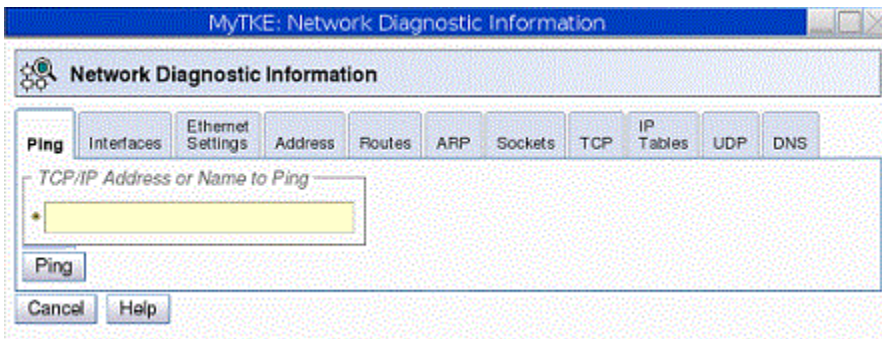 MyTKE: Network Diagnostic Information
Network Diagnostic Information
Ping Interfaces Ethernet Settings Address Routes ARP Sockets TCP IP Tables UDP DNS
TCP/IP Address or Name to Ping
*
Ping
Cancel Help